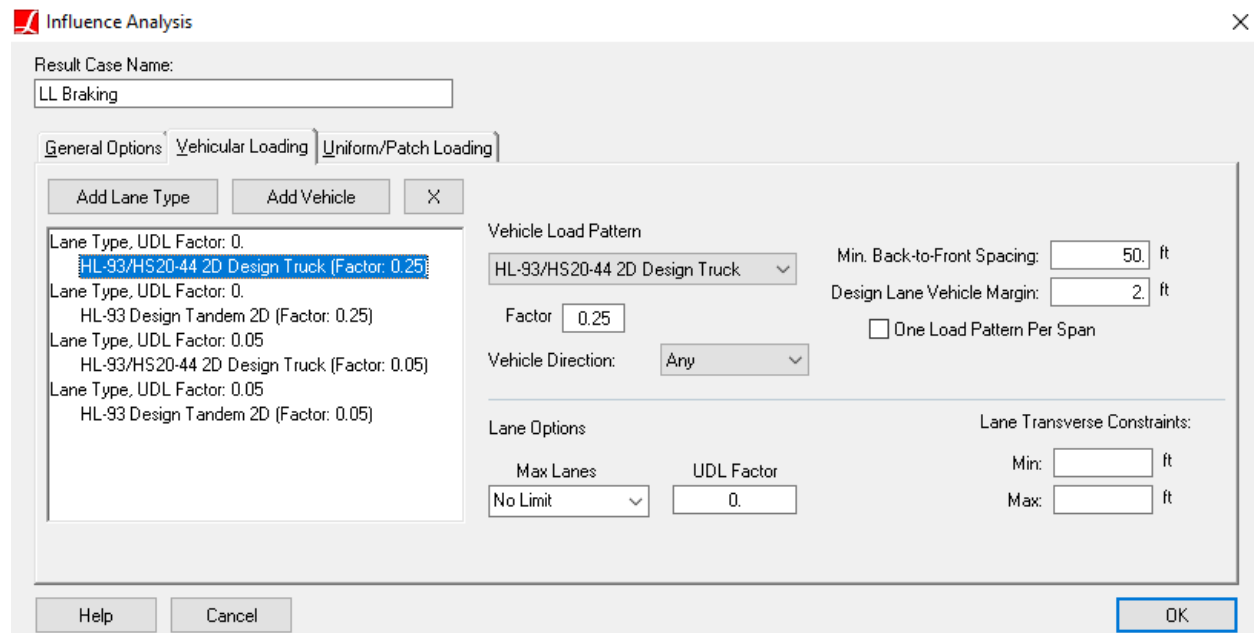 Influence Analysis
Result Case Name:
LL Braking
General Options Vehicular Loading Uniform/Patch Loading
Add Lane Type Add Vehicle X
Lane Type, UDL Factor: 0.
HL-93/HS20-44 2D Design Truck (Factor: 0.25)
Lane Type, UDL Factor: 0.
HL-93 Design Tandem 2D (Factor: 0.25)
Lane Type, UDL Factor: 0.05
HL-93/HS20-44 2D Design Truck (Factor: 0.05)
Lane Type, UDL Factor: 0.05
HL-93 Design Tandem 2D (Factor: 0.05)
Vehicle Load Pattern
HL-93/HS20-44 2D Design Truck
Factor 0.25
Vehicle Direction: Any
Min. Back-to-Front Spacing: 50. ft
Design Lane Vehicle Margin: 2. ft
One Load Pattern Per Span
Lane Options
Max Lanes UDL Factor
No Limit 0.
Lane Transverse Constraints:
Min: ft
Max: ft
Help Cancel OK